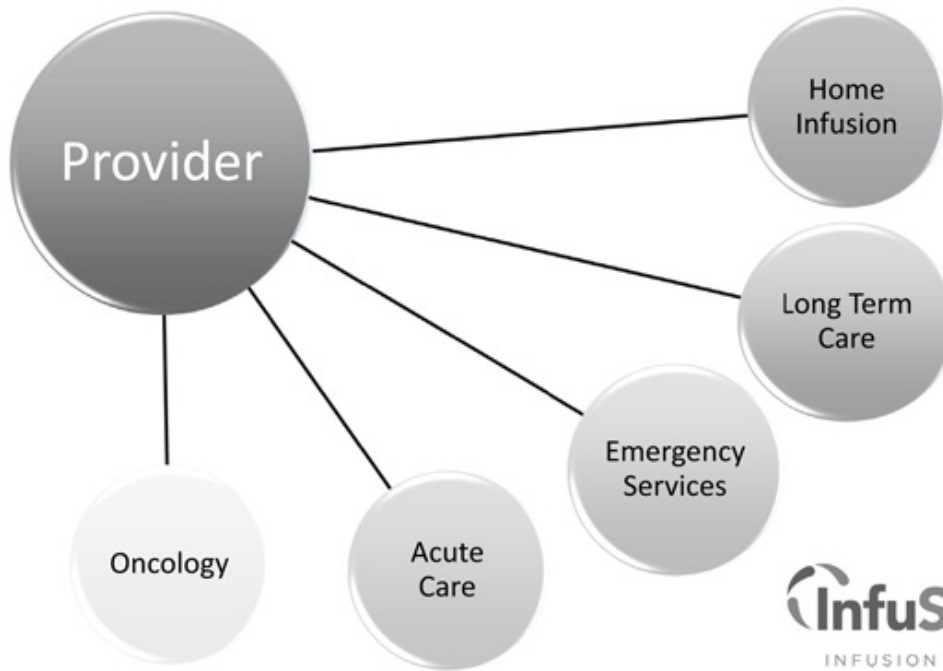 Provider
Home
Infusion
Long Term
Care
Emergency
Services
Acute
Care
Oncology
InfuS
INFUSION